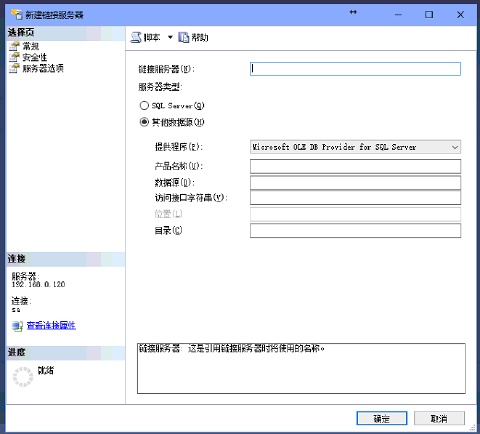 新建链接服务器
选择页
常规
安全性
服务器选项
脚本
帮助
链接服务器(N):
服务器类型:
SQL Server(Q)
其他数据源(H)
提供程序(P): Microsoft OLE DB Provider for SQL Server
产品名称(U):
数据源(D):
访问接口字符串(V):
位置(L)
目录(C)
连接
服务器:
192.168.0.120
连接:
sa
查看连接属性
进度
就绪
链接服务器 这是引用链接服务器时将使用的名称。
确定
取消